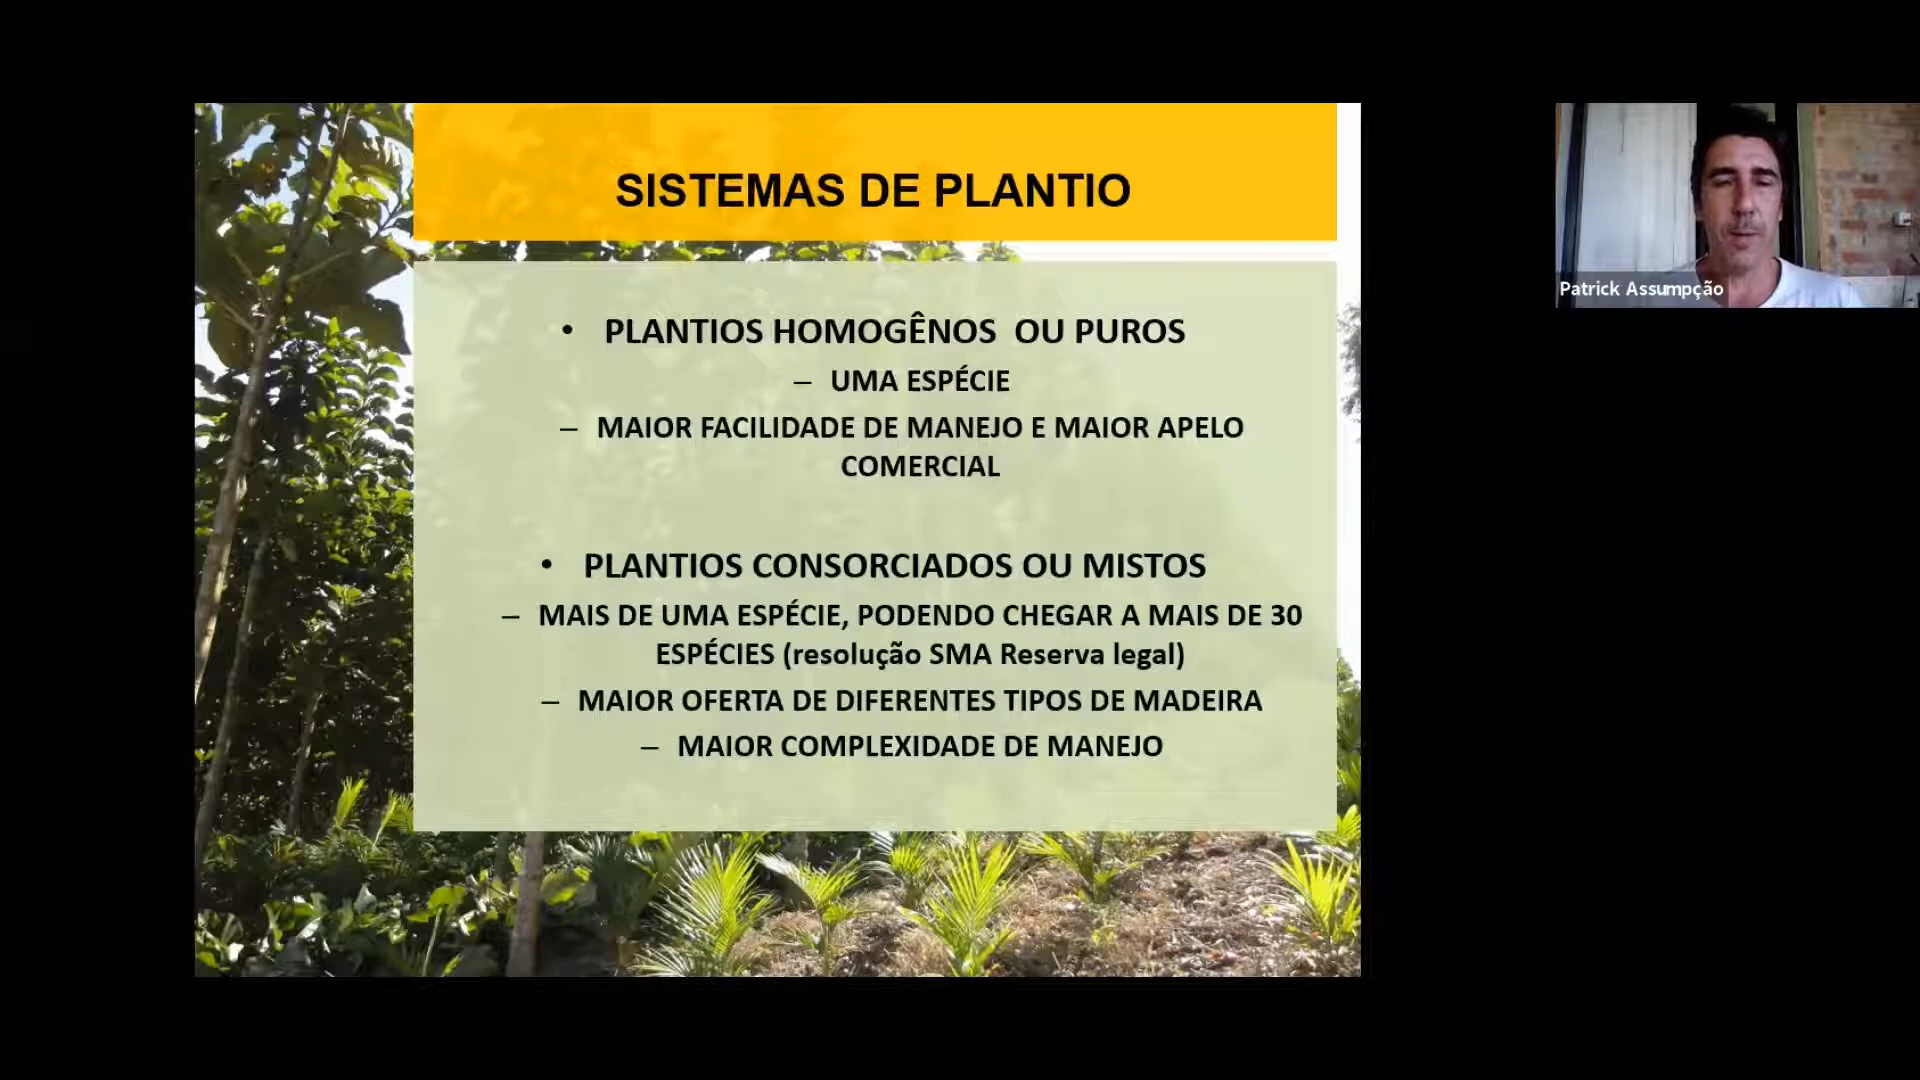 SISTEMAS DE PLANTIO
• PLANTIOS HOMOGÊNOS OU PUROS
– UMA ESPÉCIE
– MAIOR FACILIDADE DE MANEJO E MAIOR APELO
COMERCIAL
• PLANTIOS CONSORCIADOS OU MISTOS
– MAIS DE UMA ESPÉCIE, PODENDO CHEGAR A MAIS DE 30
ESPÉCIES (resolução SMA Reserva legal)
– MAIOR OFERTA DE DIFERENTES TIPOS DE MADEIRA
– MAIOR COMPLEXIDADE DE MANEJO
Patrick Assumpção